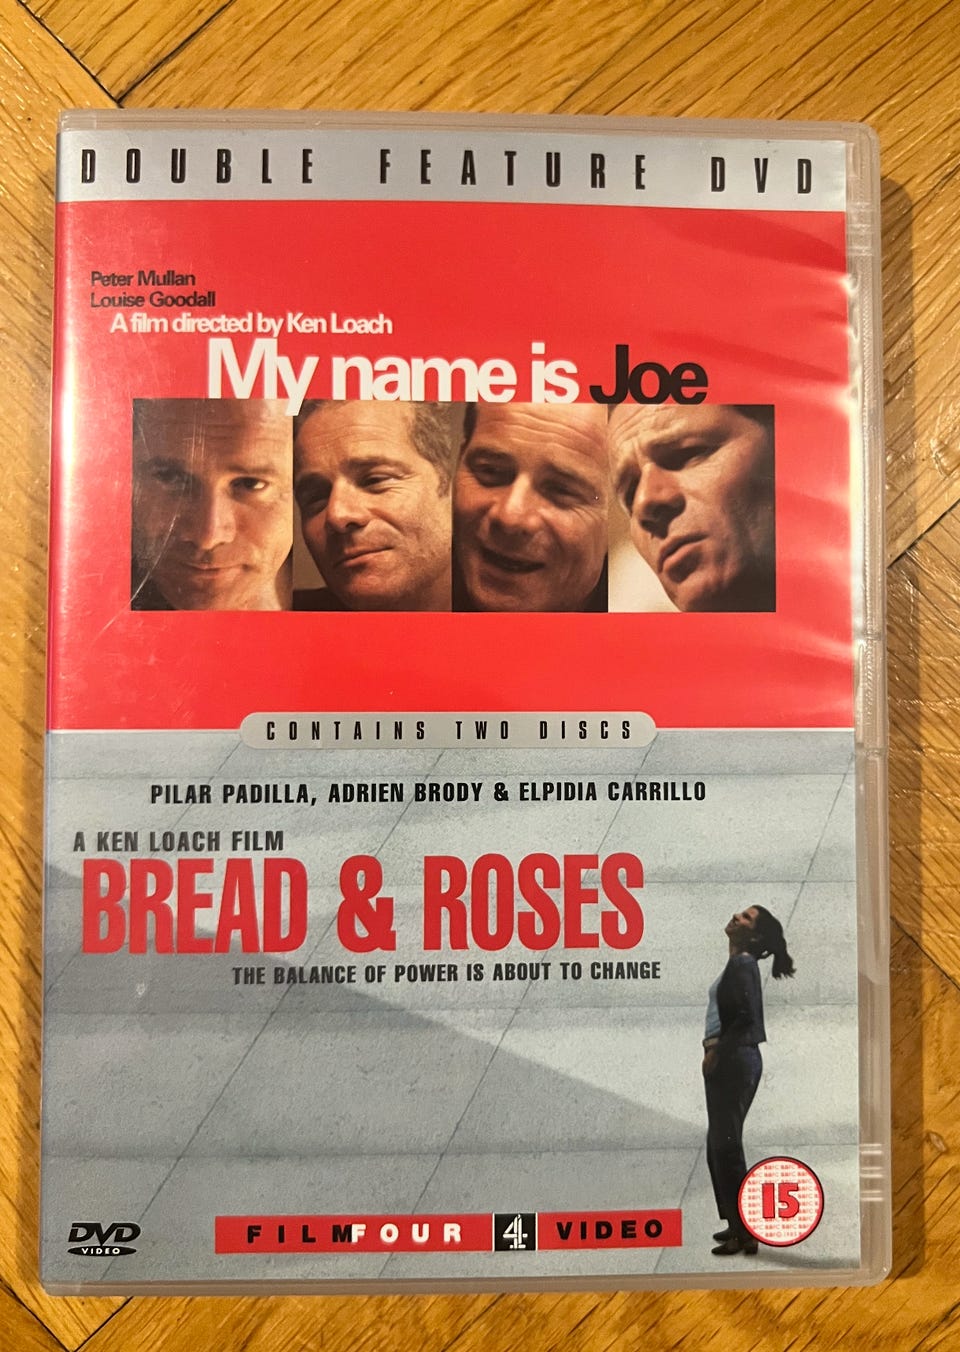 DOUBLE FEATURE DVD
Peter Mullan
Louise Goodall
A film directed by Ken Loach
My name is Joe
CONTAINS TWO DISCS
PILAR PADILLA, ADRIEN BRODY & ELPIDIA CARRILLO
A KEN LOACH FILM
BREAD & ROSES
THE BALANCE OF POWER IS ABOUT TO CHANGE
15
DVD
VIDEO
FILMFOUR 4 VIDEO